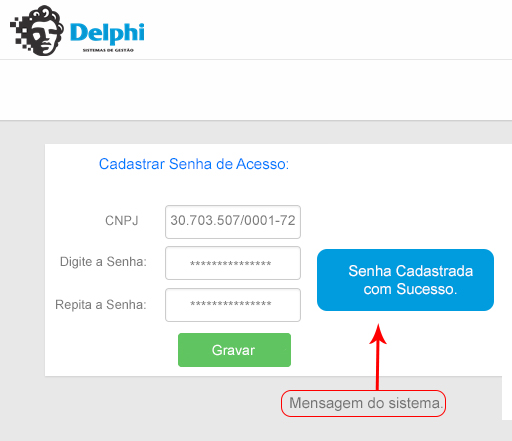 Delphi
SISTEMAS DE GESTÃO
Cadastrar Senha de Acesso:
CNPJ
30.703.507/0001-72
Digite a Senha:
***************
Repita a Senha:
***************
Senha Cadastrada
com Sucesso.
Gravar
Mensagem do sistema.